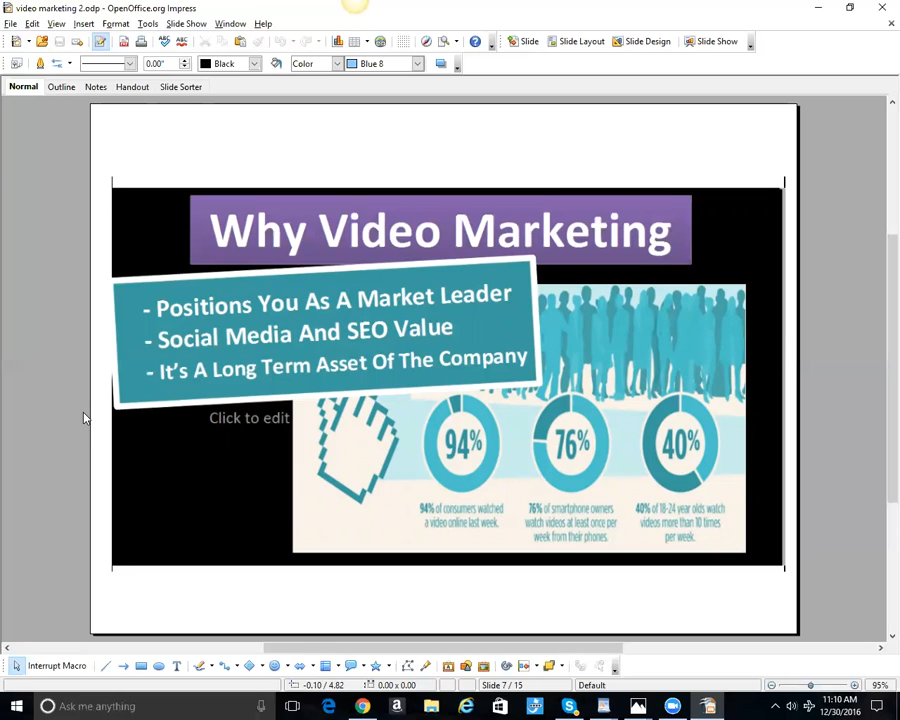 video marketing 2.odp - OpenOffice.org Impress
File Edit View Insert Format Tools Slide Show Window Help
Slide Slide Layout Slide Design Slide Show
0.00" Black Color Blue 8
Normal Outline Notes Handout Slide Sorter
Why Video Marketing
- Positions You As A Market Leader
- Social Media And SEO Value
- It's A Long Term Asset Of The Company
Click to edit
94%
76%
40%
94% of consumers watched
a video online last week.
76% of smartphone owners
watch videos at least once per
week from their phones.
40% of 18-24 year olds watch
videos more than 10 times
per week.
Interrupt Macro
-0.10 / 4.82 0.00 x 0.00 Slide 7 / 15 Default 95%
Ask me anything
11:10 AM
12/30/2016